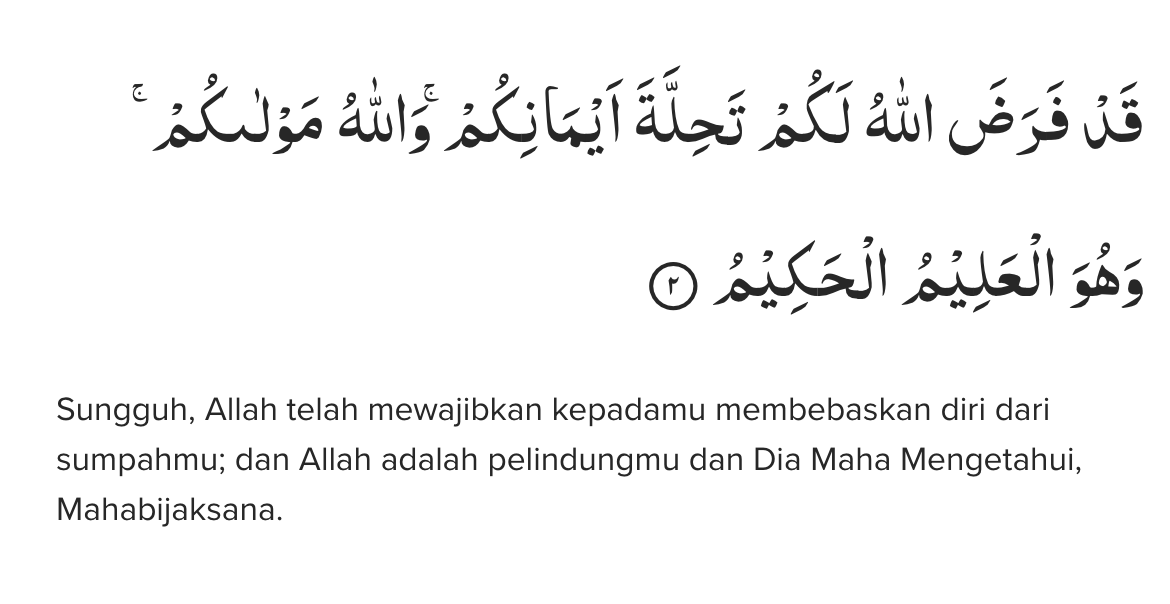 قَدْ فَرَضَ اللّٰهُ لَكُمْ تَحِلَّةَ اَيْمَانِكُمْۚ وَاللّٰهُ مَوْلٰىكُمْۚ
وَهُوَ الْعَلِيْمُ الْحَكِيْمُ ٢
Sungguh, Allah telah mewajibkan kepadamu membebaskan diri dari
sumpahmu; dan Allah adalah pelindungmu dan Dia Maha Mengetahui,
Mahabijaksana.